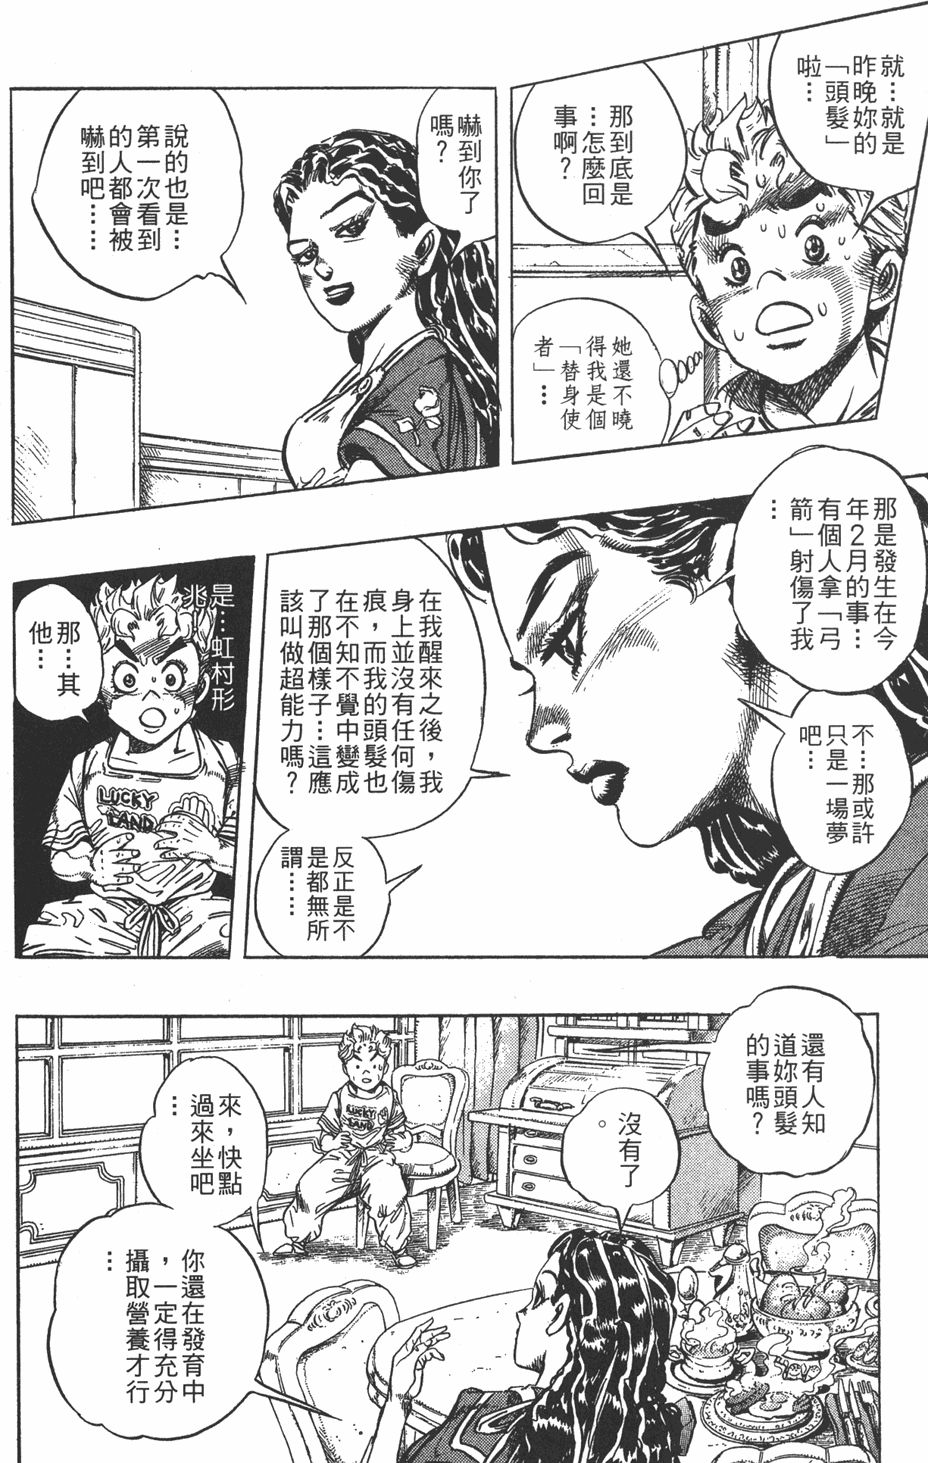 就…就是
昨晚妳的
「頭髮」
啦…
那到底是
…怎麼回
事啊?
她還不曉
得我是個
「替身使
者」…
嚇到你了
嗎?
說的也是…
第一次看到
的人都會被
嚇到吧……
那是發生在今
年2月的事…
有個人拿「弓
箭」射傷了我
…
不…那或許
只是一場夢
吧…
在我醒來之後,我
身上並沒有任何傷
痕,而我的頭髮也
在不知不覺中變成
了那個樣子…這應
該叫做超能力嗎?
反正是不
是都無所
謂……
是…虹村形
兆…
那…其
他…
LUCKY
LAND
還有人知
道妳頭髮
的事嗎?
沒有了
。
LUCKY
LAND
來,快點
過來坐吧
…
你還在發育中
,一定得充分
攝取營養才行
…